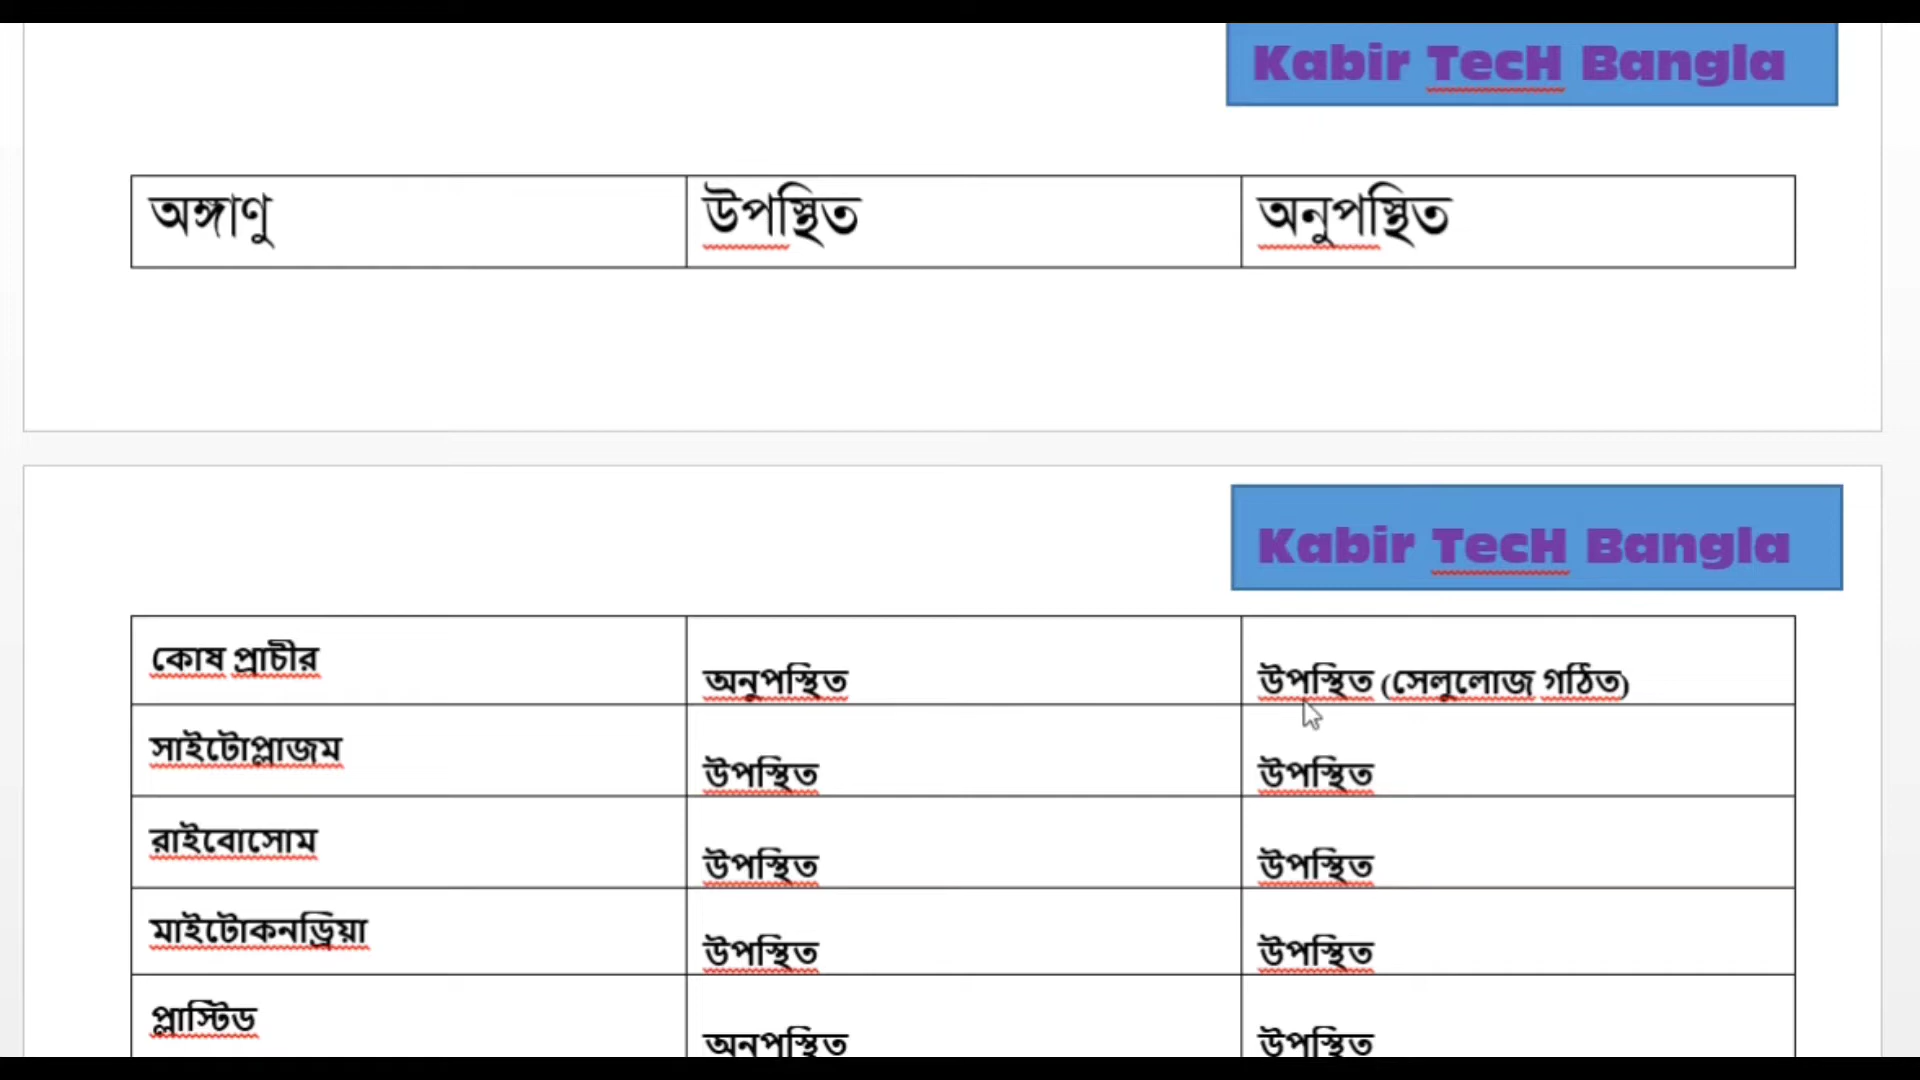 Kabir TecH Bangla
অঙ্গাণু উপস্থিত অনুপস্থিত
Kabir TecH Bangla
কোষ প্রাচীর অনুপস্থিত উপস্থিত (সেলুলোজ গঠিত)
সাইটোপ্লাজম উপস্থিত উপস্থিত
রাইবোসোম উপস্থিত উপস্থিত
মাইটোকনড্রিয়া উপস্থিত উপস্থিত
প্লাস্টিড অনুপস্থিত উপস্থিত